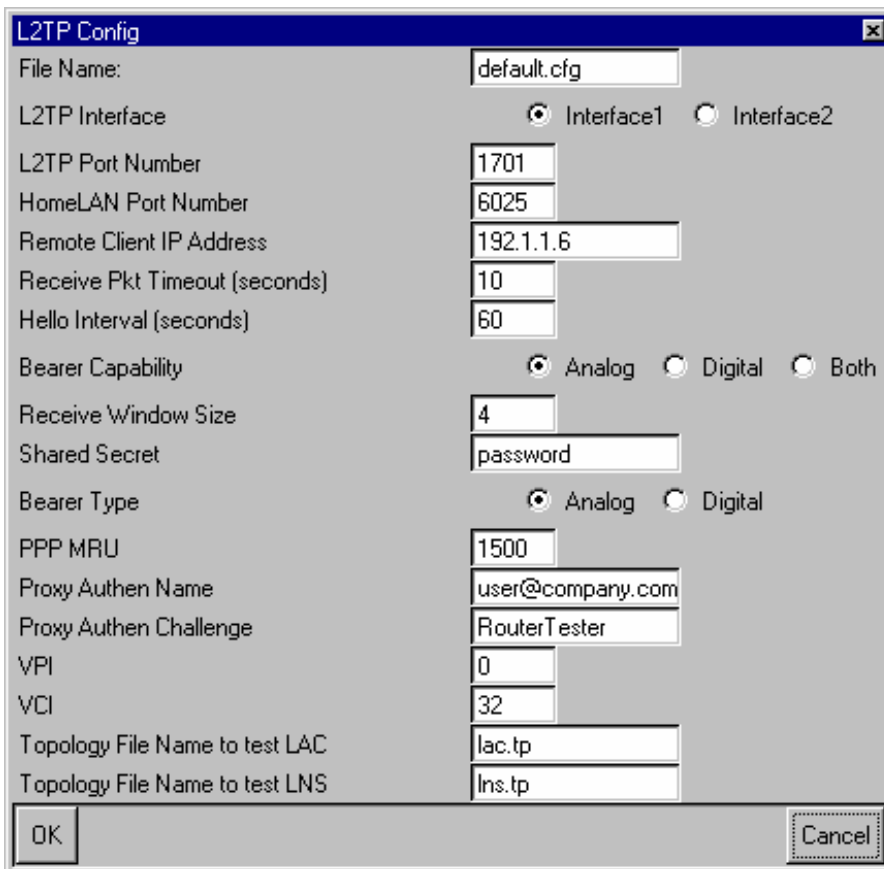 L2TP Config
File Name: default.cfg
L2TP Interface Interface1 Interface2
L2TP Port Number 1701
HomeLAN Port Number 6025
Remote Client IP Address 192.1.1.6
Receive Pkt Timeout (seconds) 10
Hello Interval (seconds) 60
Bearer Capability Analog Digital Both
Receive Window Size 4
Shared Secret password
Bearer Type Analog Digital
PPP MRU 1500
Proxy Authen Name user@company.com
Proxy Authen Challenge RouterTester
VPI 0
VCI 32
Topology File Name to test LAC lac.tp
Topology File Name to test LNS lns.tp
OK Cancel